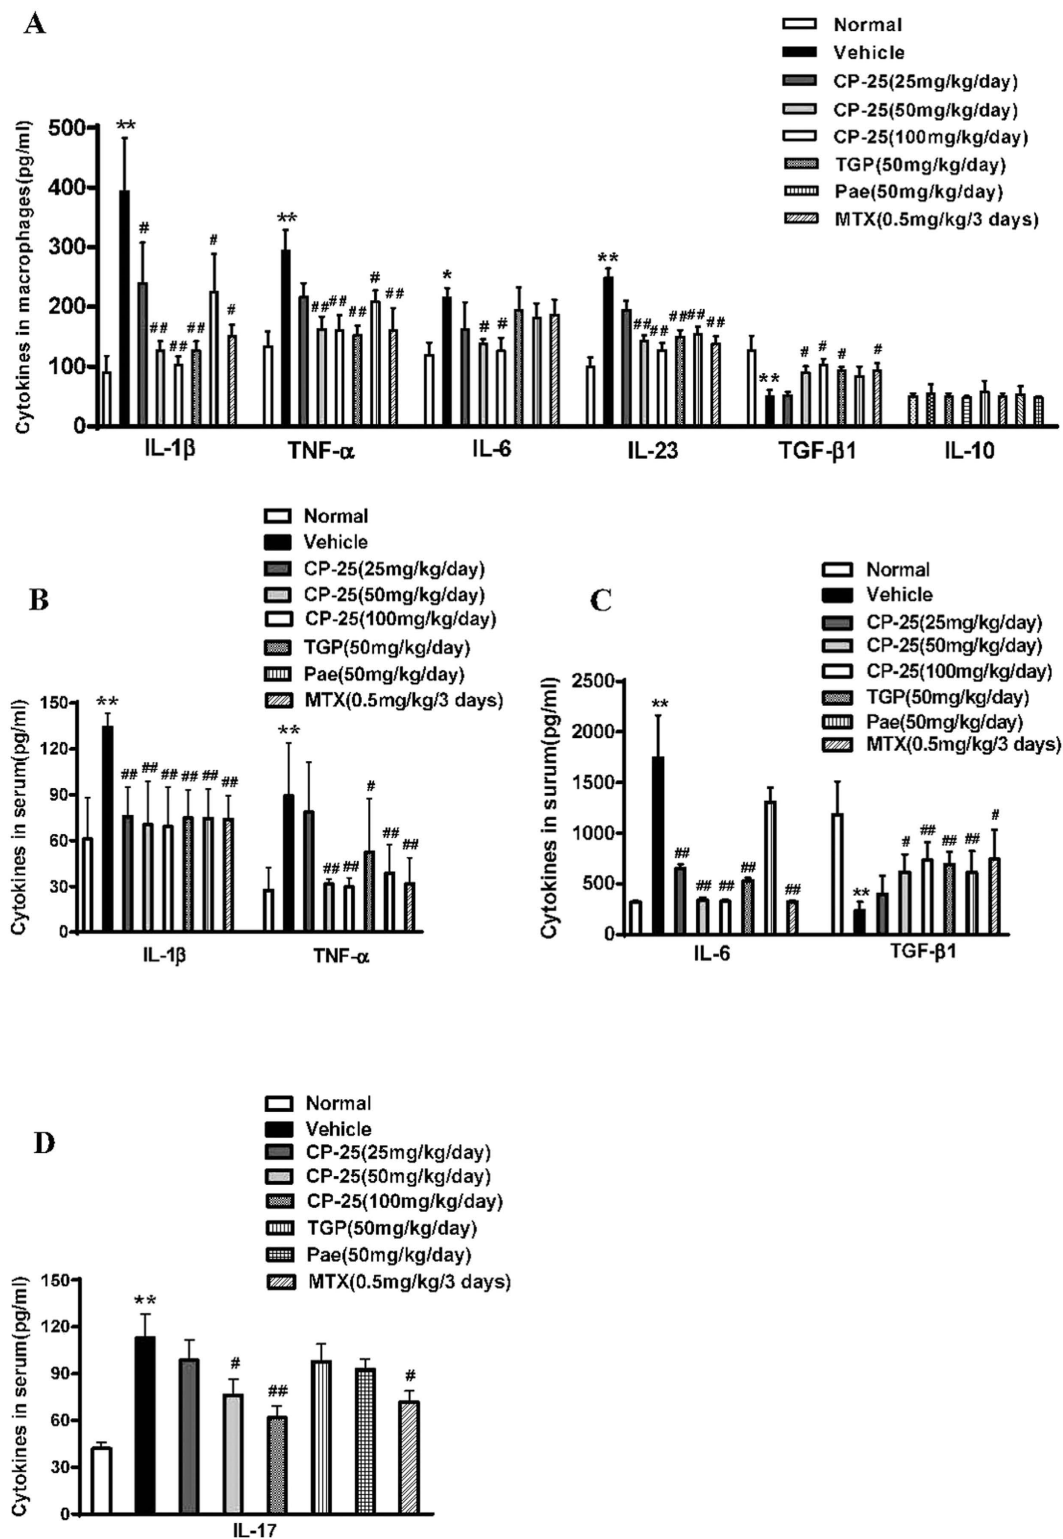 A
Normal
Vehicle
CP-25(25mg/kg/day)
CP-25(50mg/kg/day)
CP-25(100mg/kg/day)
TGP(50mg/kg/day)
Pae(50mg/kg/day)
MTX(0.5mg/kg/3 days)
Cytokines in macrophages(pg/ml)
500
400
300
200
100
0
** # ## ## ## # #
** ## ## ## # ##
* # #
** ## ## ## ## ##
** # # # #
IL-1β TNF-α IL-6 IL-23 TGF-β1 IL-10
B
Normal
Vehicle
CP-25(25mg/kg/day)
CP-25(50mg/kg/day)
CP-25(100mg/kg/day)
TGP(50mg/kg/day)
Pae(50mg/kg/day)
MTX(0.5mg/kg/3 days)
Cytokines in serum(pg/ml)
150
120
90
60
30
0
** ## ## ## ## ## ##
** ## ## # ## ##
IL-1β TNF-α
C
Normal
Vehicle
CP-25(25mg/kg/day)
CP-25(50mg/kg/day)
CP-25(100mg/kg/day)
TGP(50mg/kg/day)
Pae(50mg/kg/day)
MTX(0.5mg/kg/3 days)
Cytokines in surum(pg/ml)
2500
2000
1500
1000
500
0
** ## ## ## ## ##
** # ## ## ## #
IL-6 TGF-β1
D
Normal
Vehicle
CP-25(25mg/kg/day)
CP-25(50mg/kg/day)
CP-25(100mg/kg/day)
TGP(50mg/kg/day)
Pae(50mg/kg/day)
MTX(0.5mg/kg/3 days)
Cytokines in serum(pg/ml)
150
120
90
60
30
0
** # ## #
IL-17